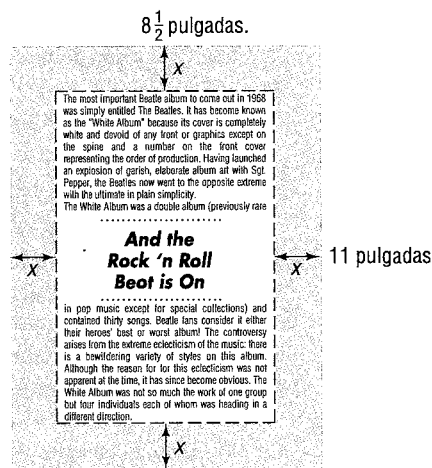 8 1/2 pulgadas.
x
The most important Beatle album to come out in 1968
was simply entitled The Beatles. It has become known
as the "White Album" because its cover is completely
white and devoid of any front or graphics except on
the spine and a number on the front cover
representing the order of production. Having launched
an explosion of garish, elaborate album art with Sgt.
Pepper, the Beatles now went to the opposite extreme
with the ultimate in plain simplicity.
The White Album was a double album (previously rare
And the
Rock 'n Roll
Beat is On
x
x
11 pulgadas
in pop music except for special collections) and
contained thirty songs. Beatle fans consider it either
their heroes' best or worst album! The controversy
arises from the extreme eclecticism of the music: there
is a bewildering variety of styles on this album.
Although the reason for for this eclecticism was not
apparent at the time, it has since become obvious. The
White Album was not so much the work of one group
but four individuals each of whom was heading in a
different direction.
x